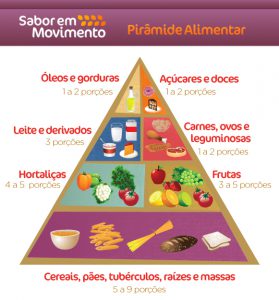 Sabor em
Movimento
Pirâmide Alimentar
Óleos e gorduras
1 a 2 porções
Açúcares e doces
1 a 2 porções
Leite e derivados
3 porções
Carnes, ovos e
leguminosas
1 a 2 porções
Hortaliças
4 a 5 porções
Frutas
3 a 5 porções
Cereais, pães, tubérculos, raízes e massas
5 a 9 porções